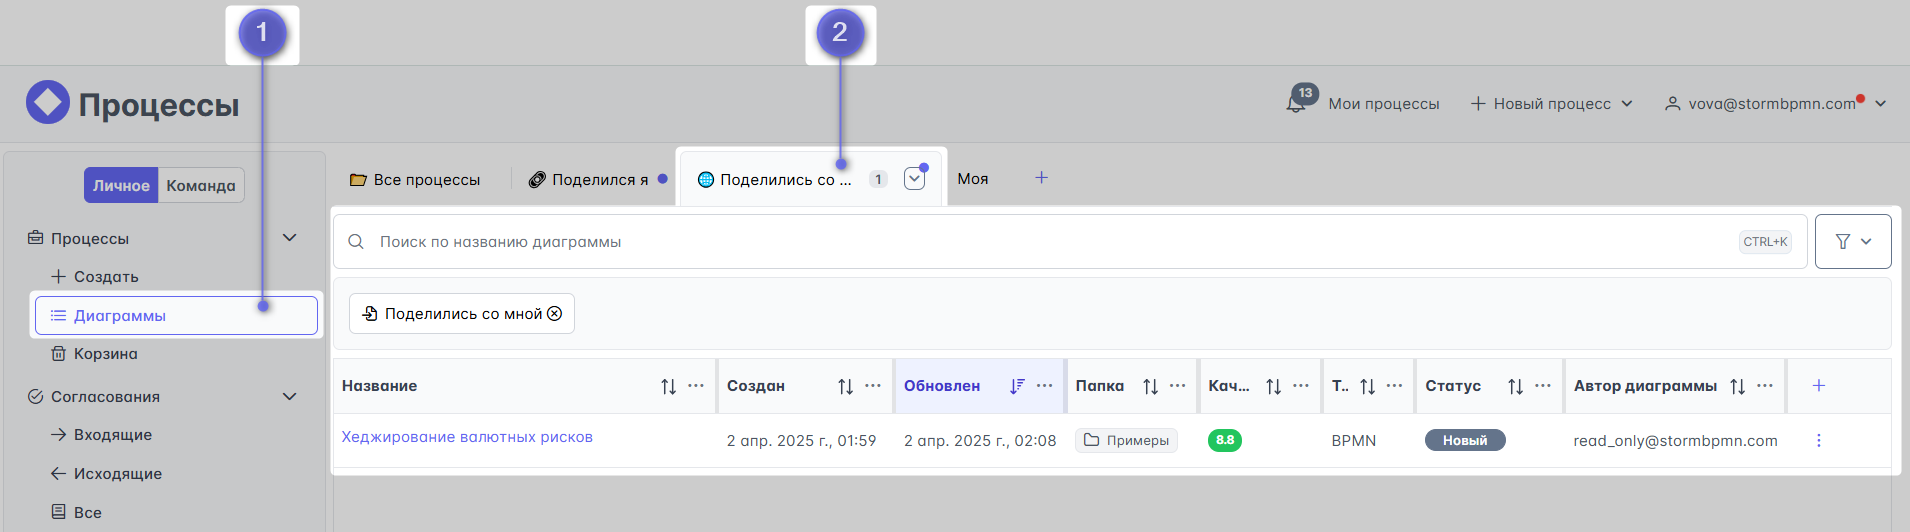 1
2
Процессы
13
Мои процессы
Новый процесс
vova@stormbpmn.com
Личное
Команда
Все процессы
Поделился я
Поделились со ...
1
Моя
Процессы
Создать
Диаграммы
Корзина
Согласования
Входящие
Исходящие
Все
Поиск по названию диаграммы
CTRL+K
Поделились со мной
Название
Создан
Обновлен
Папка
Кач...
Т..
Статус
Автор диаграммы
Хеджирование валютных рисков
2 апр. 2025 г., 01:59
2 апр. 2025 г., 02:08
Примеры
8.8
BPMN
Новый
read_only@stormbpmn.com